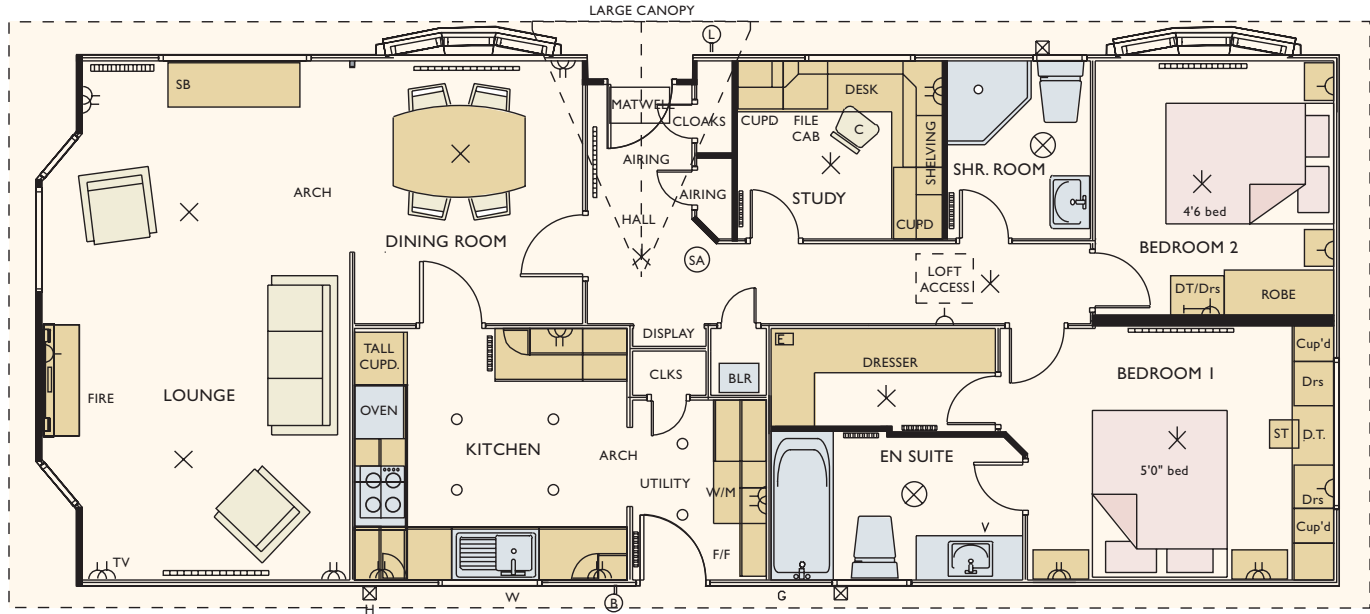 LARGE CANOPY
L
SB
MATWELL
CLOAKS
AIRING
AIRING
HALL
SA
ARCH
DINING ROOM
DESK
CUPD
FILE
CAB
C
SHELVING
STUDY
CUPD
SHR. ROOM
4'6 bed
BEDROOM 2
DT/Drs
ROBE
LOFT
ACCESS
DISPLAY
CLKS
BLR
E
DRESSER
BEDROOM 1
Cup'd
Drs
ST
D.T.
Drs
Cup'd
5'0" bed
FIRE
LOUNGE
TV
TALL
CUPD.
OVEN
KITCHEN
ARCH
UTILITY
W/M
F/F
EN SUITE
V
H
W
B
G